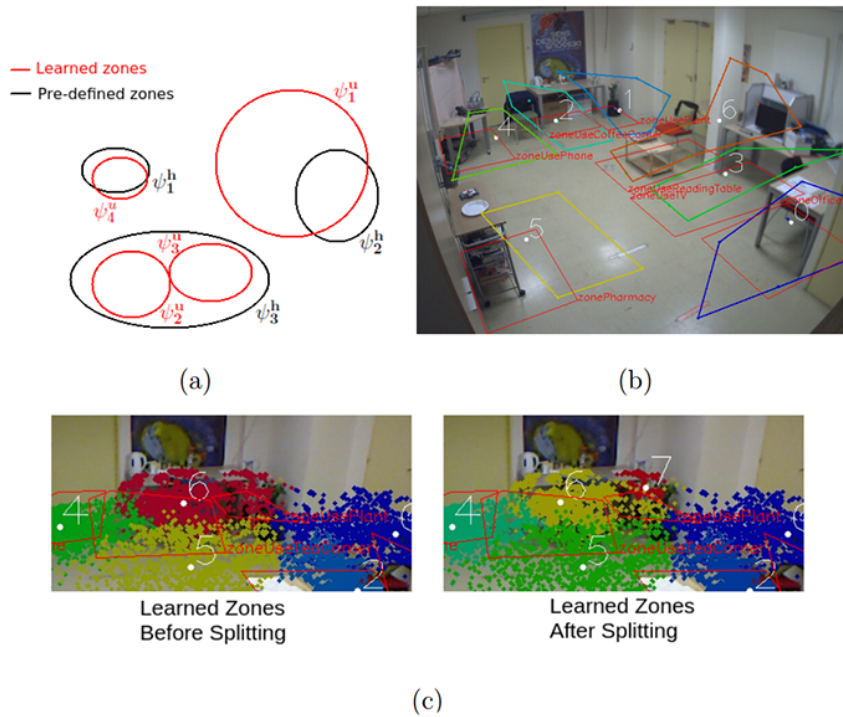 Learned zones
Pre-defined zones
ψ₁ᵘ
ψ₁ʰ
ψ₄ᵘ
ψ₂ʰ
ψ₃ᵘ
ψ₂ᵘ
ψ₃ʰ
(a)
1
2
6
4
zoneUsePlant
zoneUseCoffeeCorner
zoneUsePhone
3
zoneUseReadingTable
zoneUseTV
zoneOffice
0
5
zonePharmacy
(b)
6
4
zoneUsePlant
5
zoneUseTeaCorner
2
7
6
4
zoneUsePlant
5
zoneUseTeaCorner
2
Learned Zones
Before Splitting
Learned Zones
After Splitting
(c)